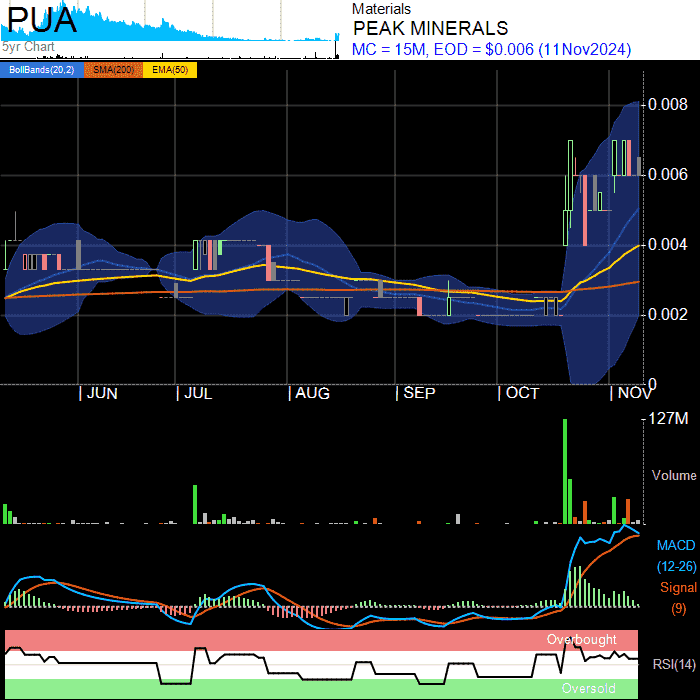 PUA
5yr Chart
Materials
PEAK MINERALS
MC = 15M, EOD = $0.006 (11Nov2024)
BollBands(20,2) SMA(200) EMA(50)
0.008
0.006
0.004
0.002
0
JUN JUL AUG SEP OCT NOV
127M
Volume
MACD
(12-26)
Signal
(9)
Overbought
RSI(14)
Oversold